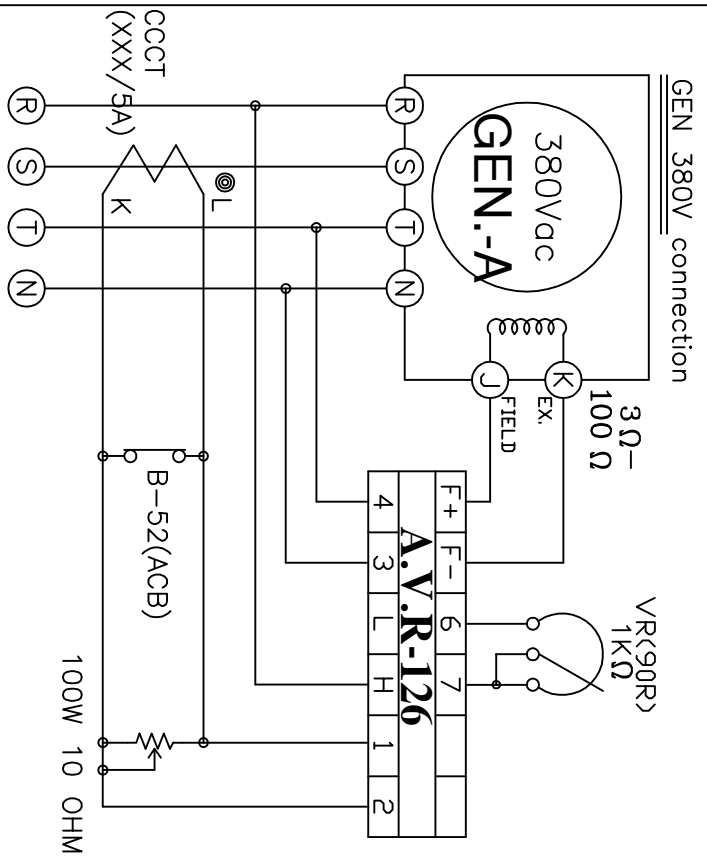 GEN 380V connection
380Vac
GEN.-A
R
S
T
N
J
K
FIELD
EX.
3Ω-
100 Ω
CCCT
(XXX/5A)
R
S
T
N
K
L
B-52(ACB)
100W 10 OHM
VR(90R)
1KΩ
F+
F-
6
7
A.V.R-126
4
3
L
H
1
2